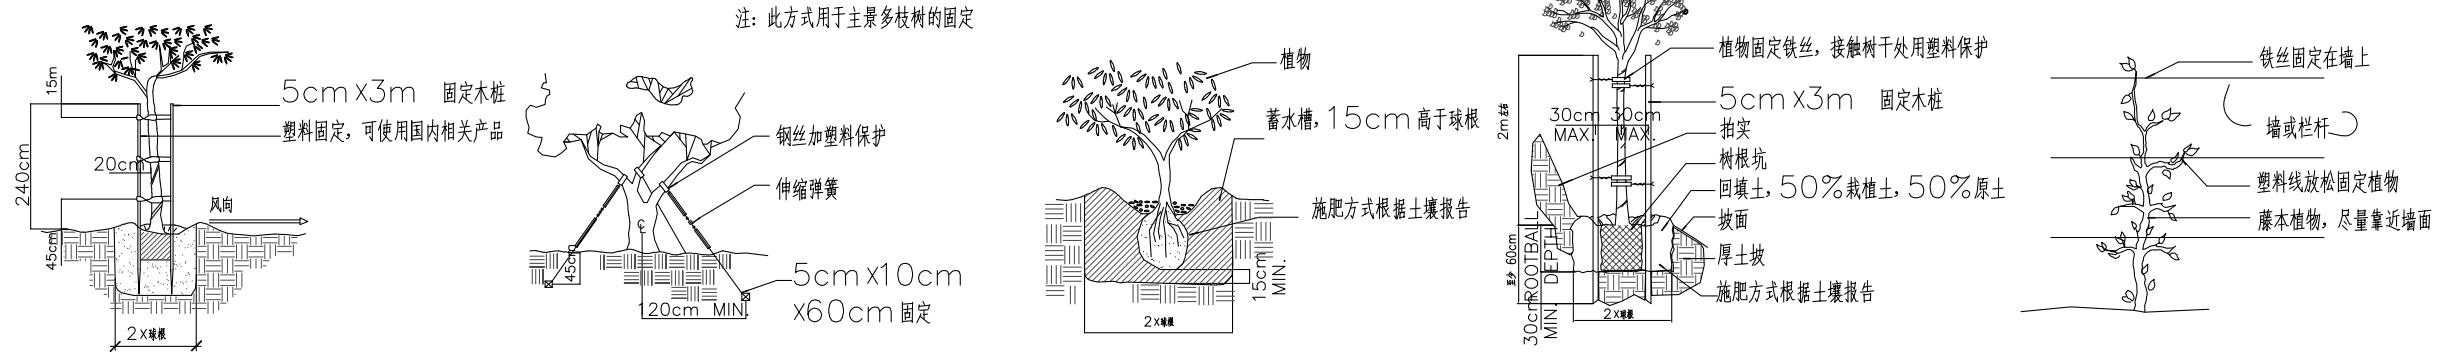 注：此方式用于主景多枝树的固定
15m
240cm
45cm
20cm
5cm x3m 固定木桩
塑料固定，可使用国内相关产品
风向
2x球根
钢丝加塑料保护
伸缩弹簧
45cm
120cm MIN.
5cm x10cm
x60cm 固定
植物
蓄水槽，15cm 高于球根
施肥方式根据土壤报告
15cm
MIN.
2x球根
2m左右
30cm 30cm
MAX. MAX.
植物固定铁丝，接触树干处用塑料保护
5cm x3m 固定木桩
拍实
树根坑
回填土，50%栽植土，50%原土
坡面
厚土坡
施肥方式根据土壤报告
至少 60cm
ROOTBALL
DEPTH
30cm
MIN.
2x球根
铁丝固定在墙上
墙或栏杆
塑料线放松固定植物
藤本植物，尽量靠近墙面